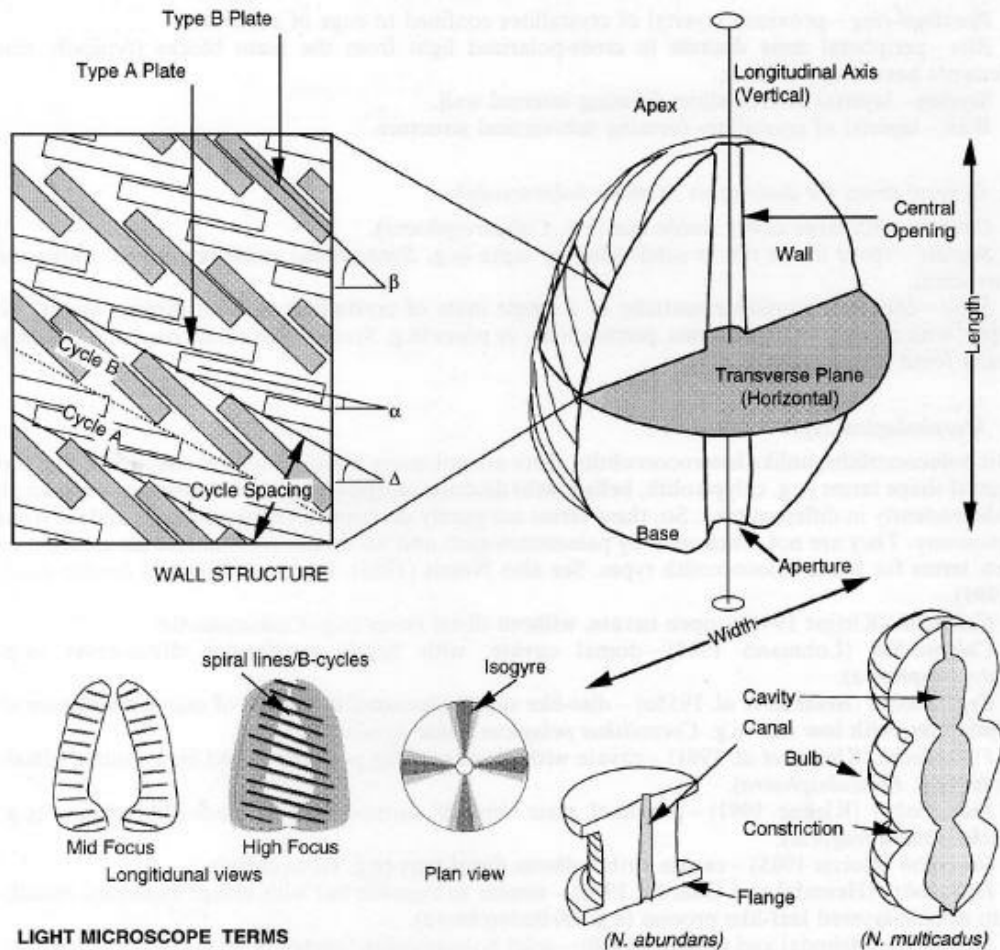 Type B Plate
Type A Plate
Longitudinal Axis
(Vertical)
Apex
Central
Opening
Wall
Length
β
Cycle B
Cycle A
α
Transverse Plane
(Horizontal)
Cycle Spacing
Δ
Base
Aperture
WALL STRUCTURE
Width
spiral lines/B-cycles
Isogyre
Cavity
Canal
Bulb
Constriction
Mid Focus
High Focus
Longitidunal views
Plan view
Flange
LIGHT MICROSCOPE TERMS
(N. abundans)
(N. multicadus)